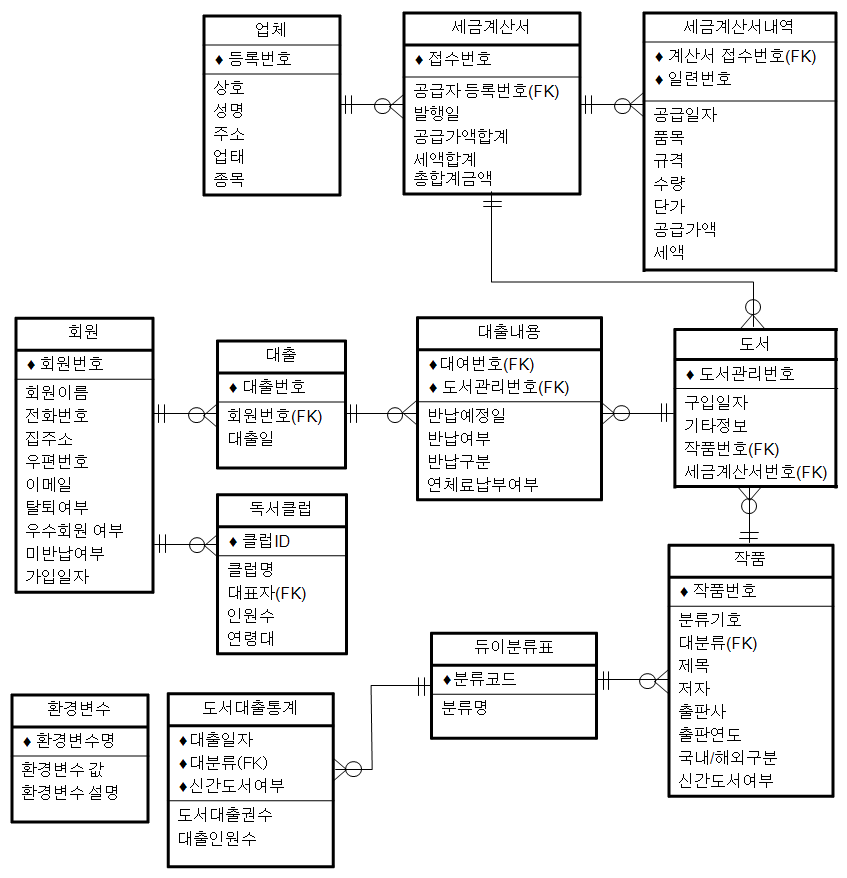 업체
♦ 등록번호
상호
성명
주소
업태
종목
세금계산서
♦ 접수번호
공급자 등록번호(FK)
발행일
공급가액합계
세액합계
총합계금액
세금계산서내역
♦ 계산서 접수번호(FK)
♦ 일련번호
공급일자
품목
규격
수량
단가
공급가액
세액
회원
♦ 회원번호
회원이름
전화번호
집주소
우편번호
이메일
탈퇴여부
우수회원 여부
미반납여부
가입일자
대출
♦ 대출번호
회원번호(FK)
대출일
대출내용
♦대여번호(FK)
♦ 도서관리번호(FK)
반납예정일
반납여부
반납구분
연체료납부여부
도서
♦ 도서관리번호
구입일자
기타정보
작품번호(FK)
세금계산서번호(FK)
독서클럽
♦ 클럽ID
클럽명
대표자(FK)
인원수
연령대
작품
♦ 작품번호
분류기호
대분류(FK)
제목
저자
출판사
출판연도
국내/해외구분
신간도서여부
듀이분류표
♦분류코드
분류명
환경변수
♦ 환경변수명
환경변수 값
환경변수 설명
도서대출통계
♦대출일자
♦대분류(FK)
♦신간도서여부
도서대출권수
대출인원수